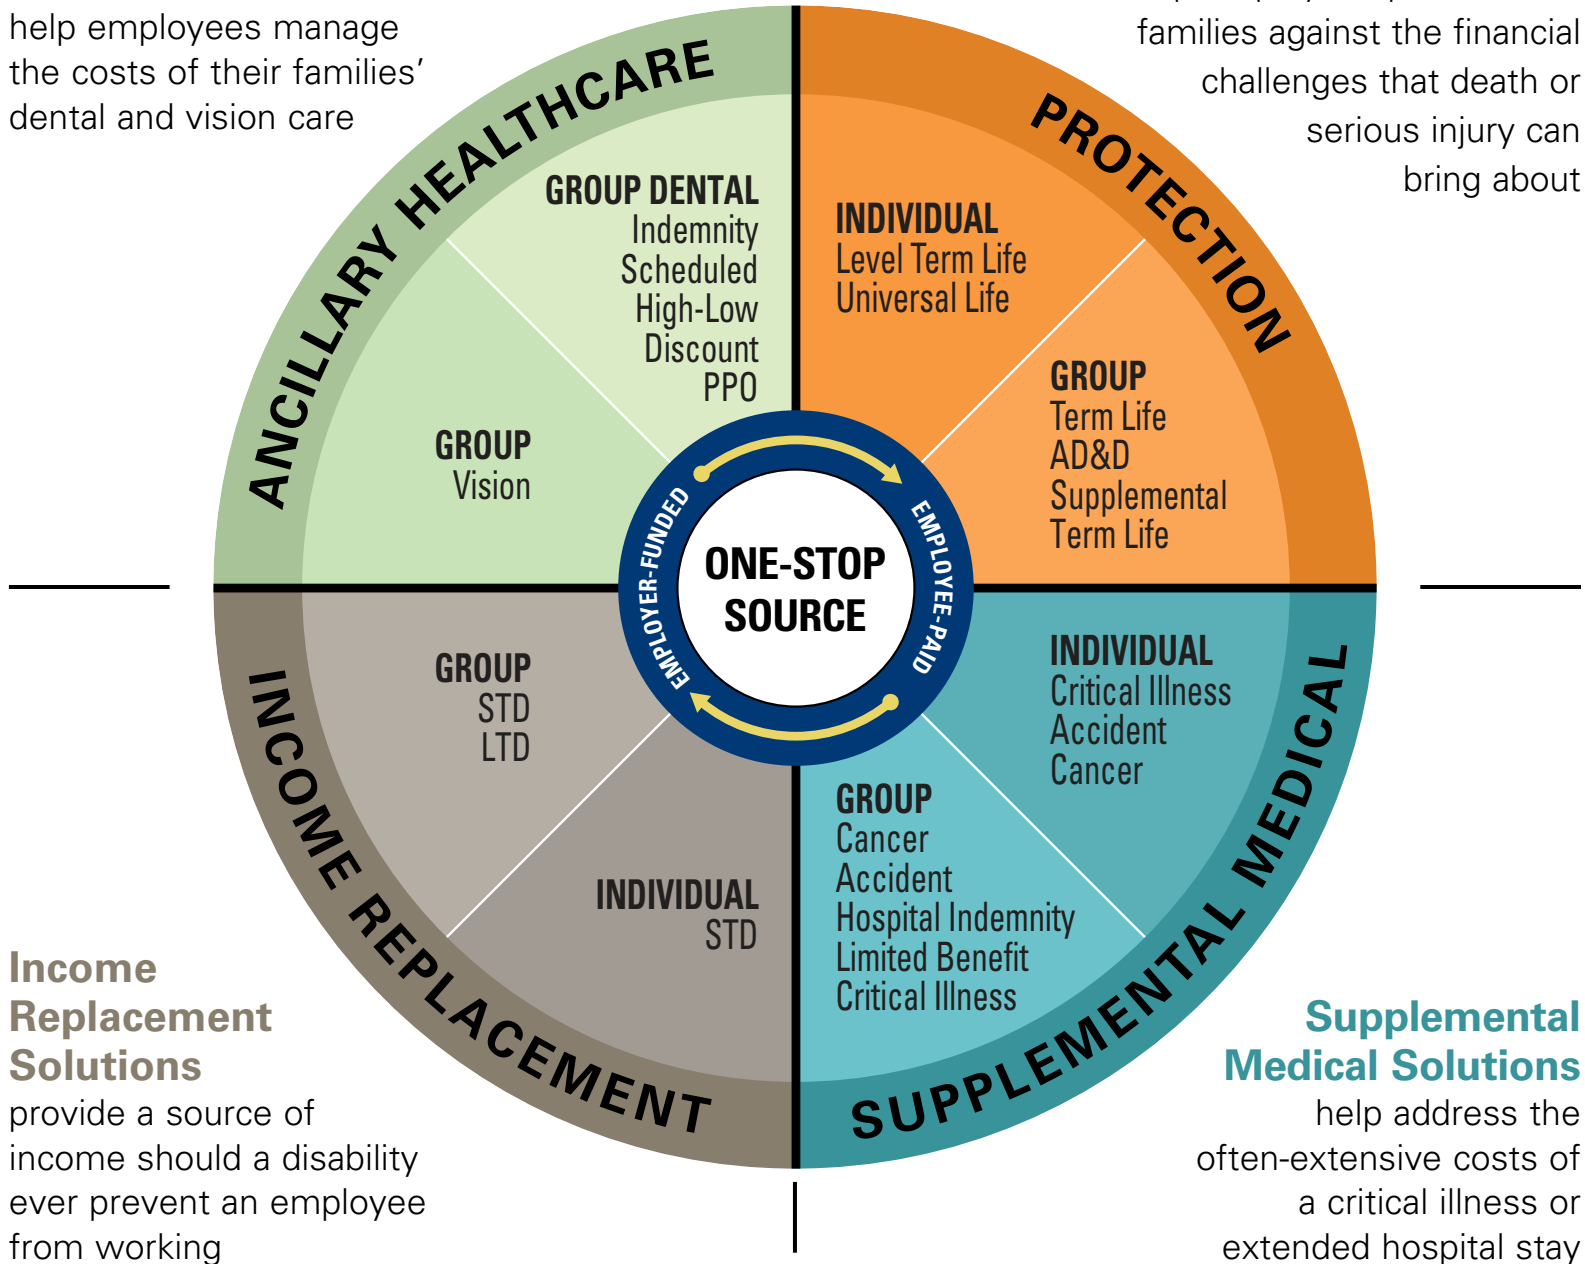 help employees manage
the costs of their families’
dental and vision care
families against the financial
challenges that death or
serious injury can
bring about
ANCILLARY HEALTHCARE
GROUP DENTAL
Indemnity
Scheduled
High-Low
Discount
PPO
GROUP
Vision
PROTECTION
INDIVIDUAL
Level Term Life
Universal Life
GROUP
Term Life
AD&D
Supplemental
Term Life
EMPLOYER-FUNDED
ONE-STOP
SOURCE
EMPLOYEE-PAID
INCOME REPLACEMENT
GROUP
STD
LTD
INDIVIDUAL
STD
SUPPLEMENTAL MEDICAL
INDIVIDUAL
Critical Illness
Accident
Cancer
GROUP
Cancer
Accident
Hospital Indemnity
Limited Benefit
Critical Illness
Income
Replacement
Solutions
provide a source of
income should a disability
ever prevent an employee
from working
Supplemental
Medical Solutions
help address the
often-extensive costs of
a critical illness or
extended hospital stay